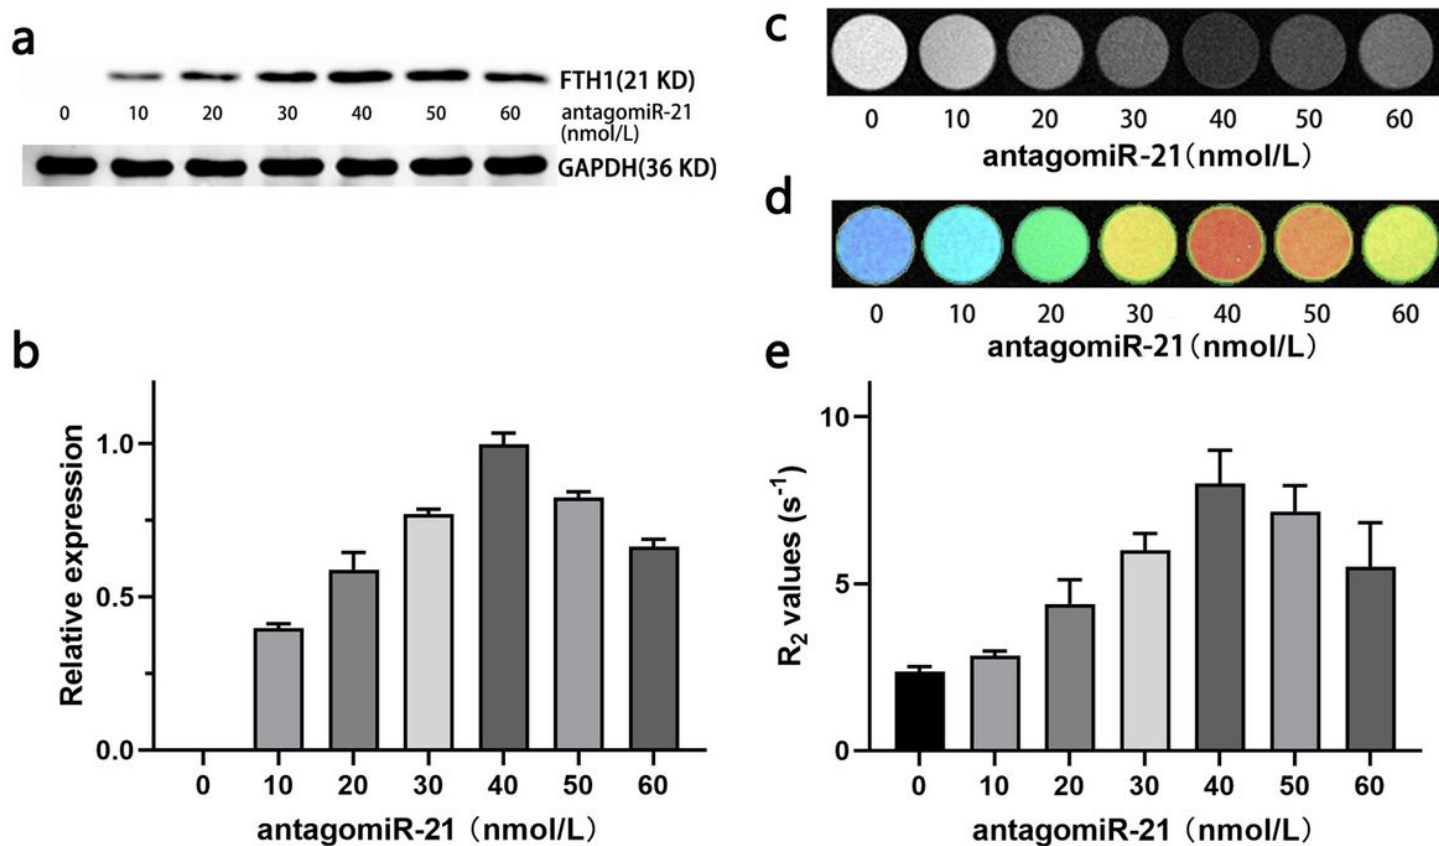 a
FTH1(21 KD)
0 10 20 30 40 50 60 antagomiR-21
(nmol/L)
GAPDH(36 KD)
b
Relative expression
1.0
0.5
0.0
0 10 20 30 40 50 60
antagomiR-21（nmol/L）
c
0 10 20 30 40 50 60
antagomiR-21（nmol/L）
d
0 10 20 30 40 50 60
antagomiR-21（nmol/L）
e
R₂ values (s⁻¹)
10
5
0
0 10 20 30 40 50 60
antagomiR-21（nmol/L）